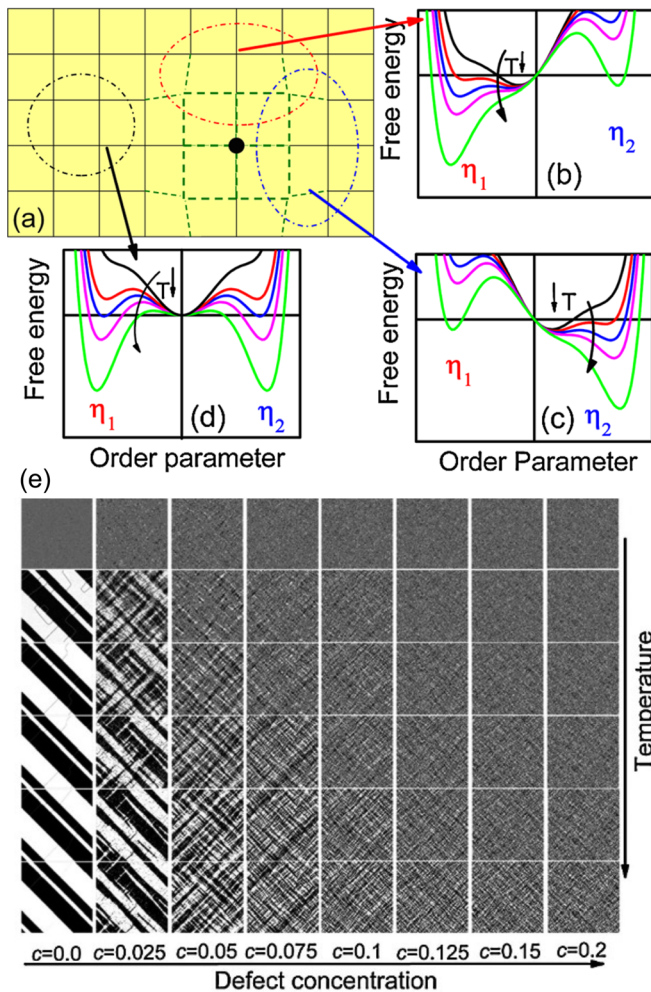 (a)
Free energy
T↓
η1
η2
(b)
Free energy
T↓
η1
η2
(d)
Order parameter
Free energy
↓T
η1
η2
(c)
Order Parameter
(e)
Temperature
c=0.0 c=0.025 c=0.05 c=0.075 c=0.1 c=0.125 c=0.15 c=0.2
Defect concentration